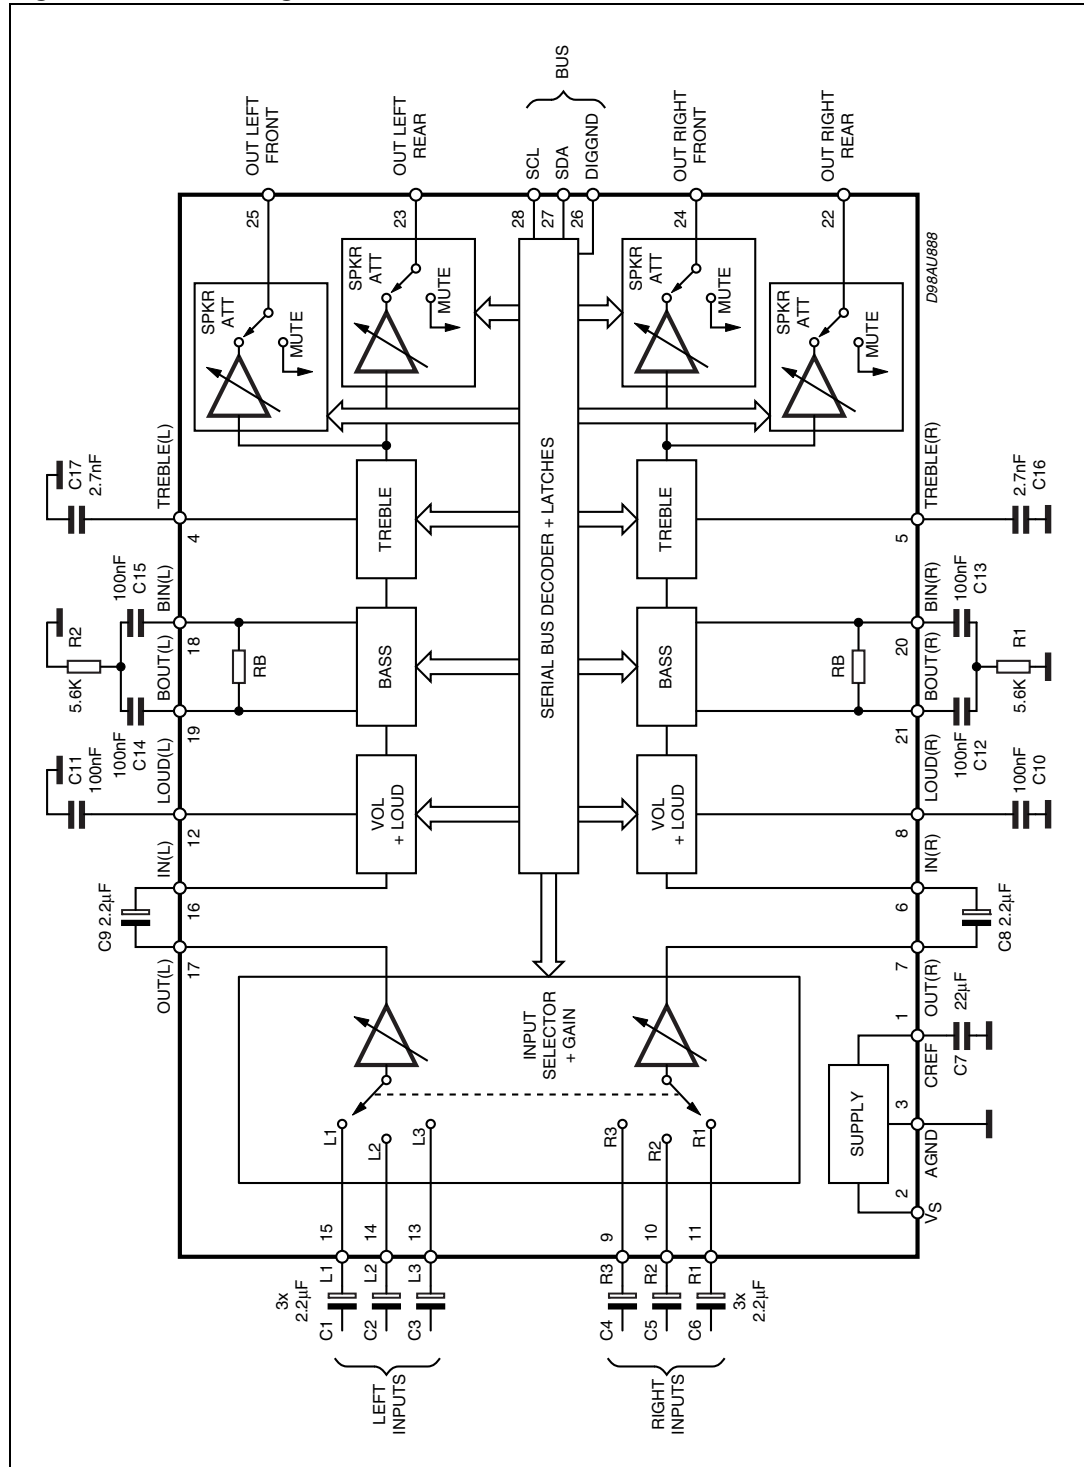 BUS
OUT LEFT
FRONT
OUT LEFT
REAR
SCL
SDA
DIGGND
OUT RIGHT
FRONT
OUT RIGHT
REAR
25
23
28
27
26
24
22
D98AU888
SPKR
ATT
MUTE
SPKR
ATT
MUTE
SPKR
ATT
MUTE
SPKR
ATT
MUTE
C17
2.7nF
TREBLE(L)
4
TREBLE
SERIAL BUS DECODER + LATCHES
TREBLE
TREBLE(R)
5
2.7nF
C16
R2
5.6K
100nF
C15
BIN(L)
18
BOUT(L)
19
100nF
C14
RB
BASS
BASS
RB
BIN(R)
20
BOUT(R)
21
100nF
C13
100nF
C12
R1
5.6K
C11
100nF
LOUD(L)
12
VOL
+ LOUD
VOL
+ LOUD
LOUD(R)
8
100nF
C10
C9 2.2µF
IN(L)
16
OUT(L)
17
IN(R)
6
7
OUT(R)
C8 2.2µF
INPUT
SELECTOR
+ GAIN
L1
L2
L3
R3
R2
R1
SUPPLY
1
CREF
C7
22µF
3
AGND
2
VS
15
14
13
9
10
11
L1
L2
L3
R3
R2
R1
3x
2.2µF
C1
C2
C3
C4
C5
C6
3x
2.2µF
LEFT
INPUTS
RIGHT
INPUTS